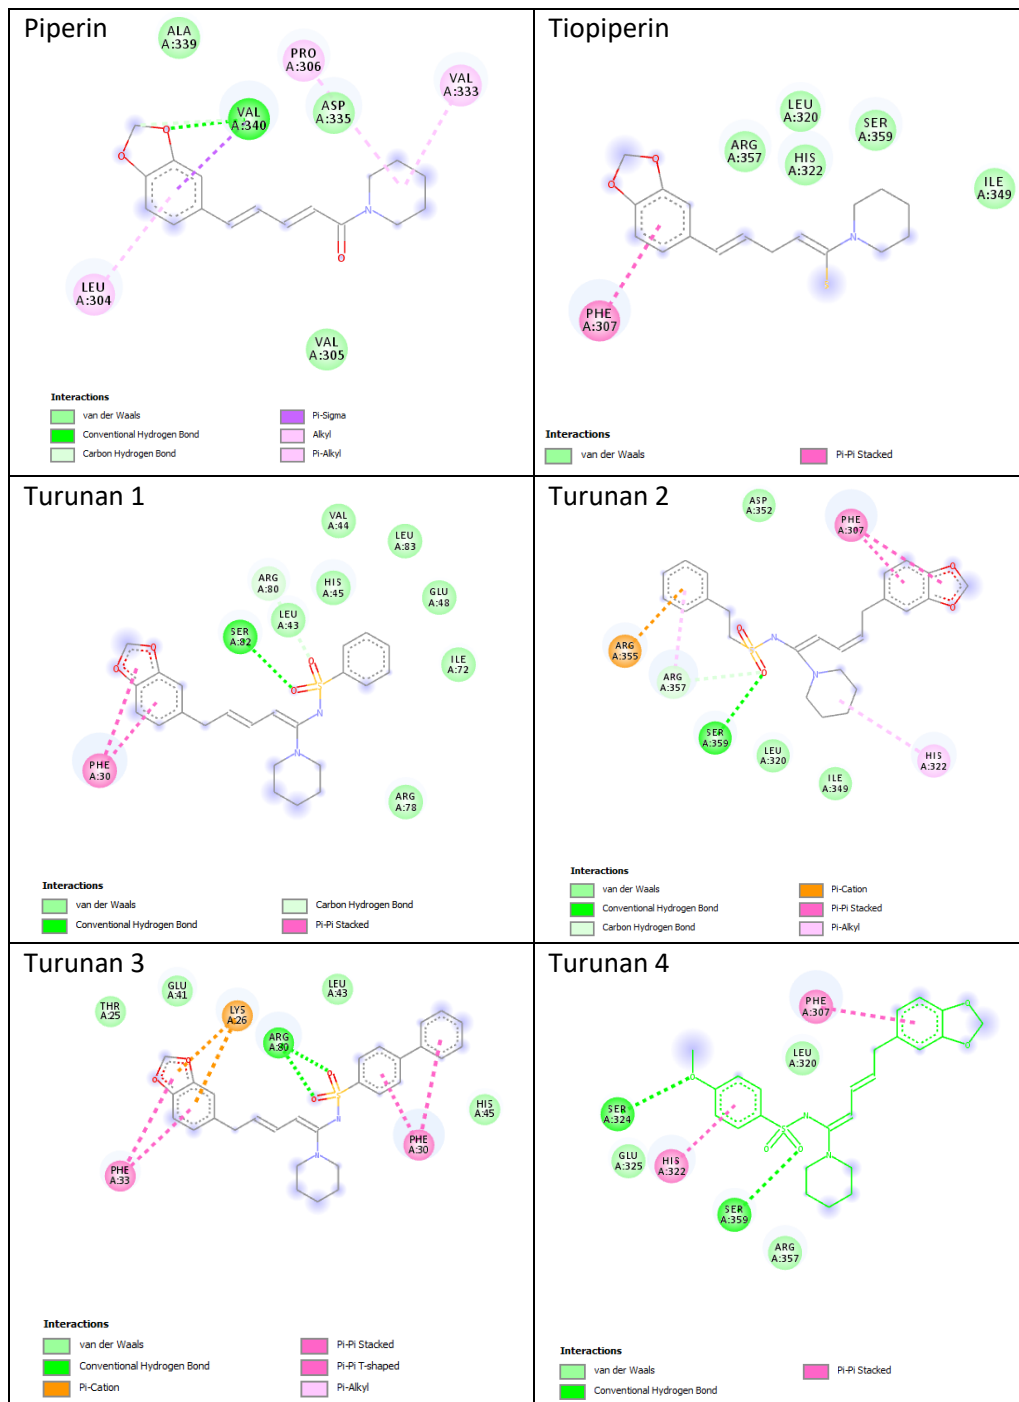 Piperin
ALA
A:339
PRO
A:306
VAL
A:333
ASP
A:335
VAL
A:340
O
O
N
O
LEU
A:304
VAL
A:305
Interactions
van der Waals
Conventional Hydrogen Bond
Carbon Hydrogen Bond
Pi-Sigma
Alkyl
Pi-Alkyl
Tiopiperin
LEU
A:320
SER
A:359
ARG
A:357
HIS
A:322
ILE
A:349
O
O
N
S
PHE
A:307
Interactions
van der Waals
Pi-Pi Stacked
Turunan 1
VAL
A:44
LEU
A:83
ARG
A:80
HIS
A:45
GLU
A:48
LEU
A:43
SER
A:82
ILE
A:72
O
O
O
S
O
N
N
PHE
A:30
ARG
A:78
Interactions
van der Waals
Conventional Hydrogen Bond
Carbon Hydrogen Bond
Pi-Pi Stacked
Turunan 2
ASP
A:352
PHE
A:307
O
O
O
N
S
O
N
ARG
A:355
ARG
A:357
SER
A:359
LEU
A:320
ILE
A:349
HIS
A:322
Interactions
van der Waals
Conventional Hydrogen Bond
Carbon Hydrogen Bond
Pi-Cation
Pi-Pi Stacked
Pi-Alkyl
Turunan 3
THR
A:25
GLU
A:41
LYS
A:26
LEU
A:43
ARG
A:80
O
O
O
O
S
N
N
HIS
A:45
PHE
A:30
PHE
A:33
Interactions
van der Waals
Conventional Hydrogen Bond
Pi-Cation
Pi-Pi Stacked
Pi-Pi T-shaped
Pi-Alkyl
Turunan 4
PHE
A:307
LEU
A:320
O
O
O
SER
A:324
N
S
O
O
N
GLU
A:325
HIS
A:322
SER
A:359
ARG
A:357
Interactions
van der Waals
Conventional Hydrogen Bond
Pi-Pi Stacked